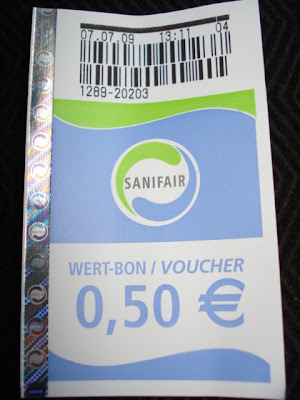 07.07.09 13:11 04
1289-20203
SANIFAIR
WERT-BON / VOUCHER
0,50 €